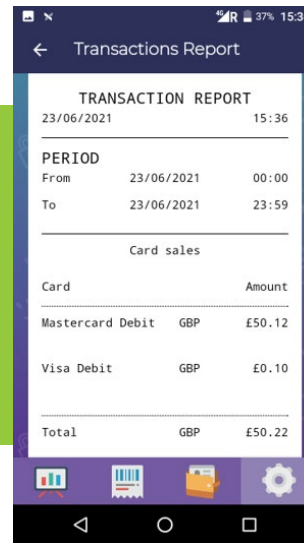 4G R 37% 15:3
Transactions Report
TRANSACTION REPORT
23/06/2021 15:36
PERIOD
From 23/06/2021 00:00
To 23/06/2021 23:59
Card sales
Card Amount
Mastercard Debit GBP £50.12
Visa Debit GBP £0.10
Total GBP £50.22